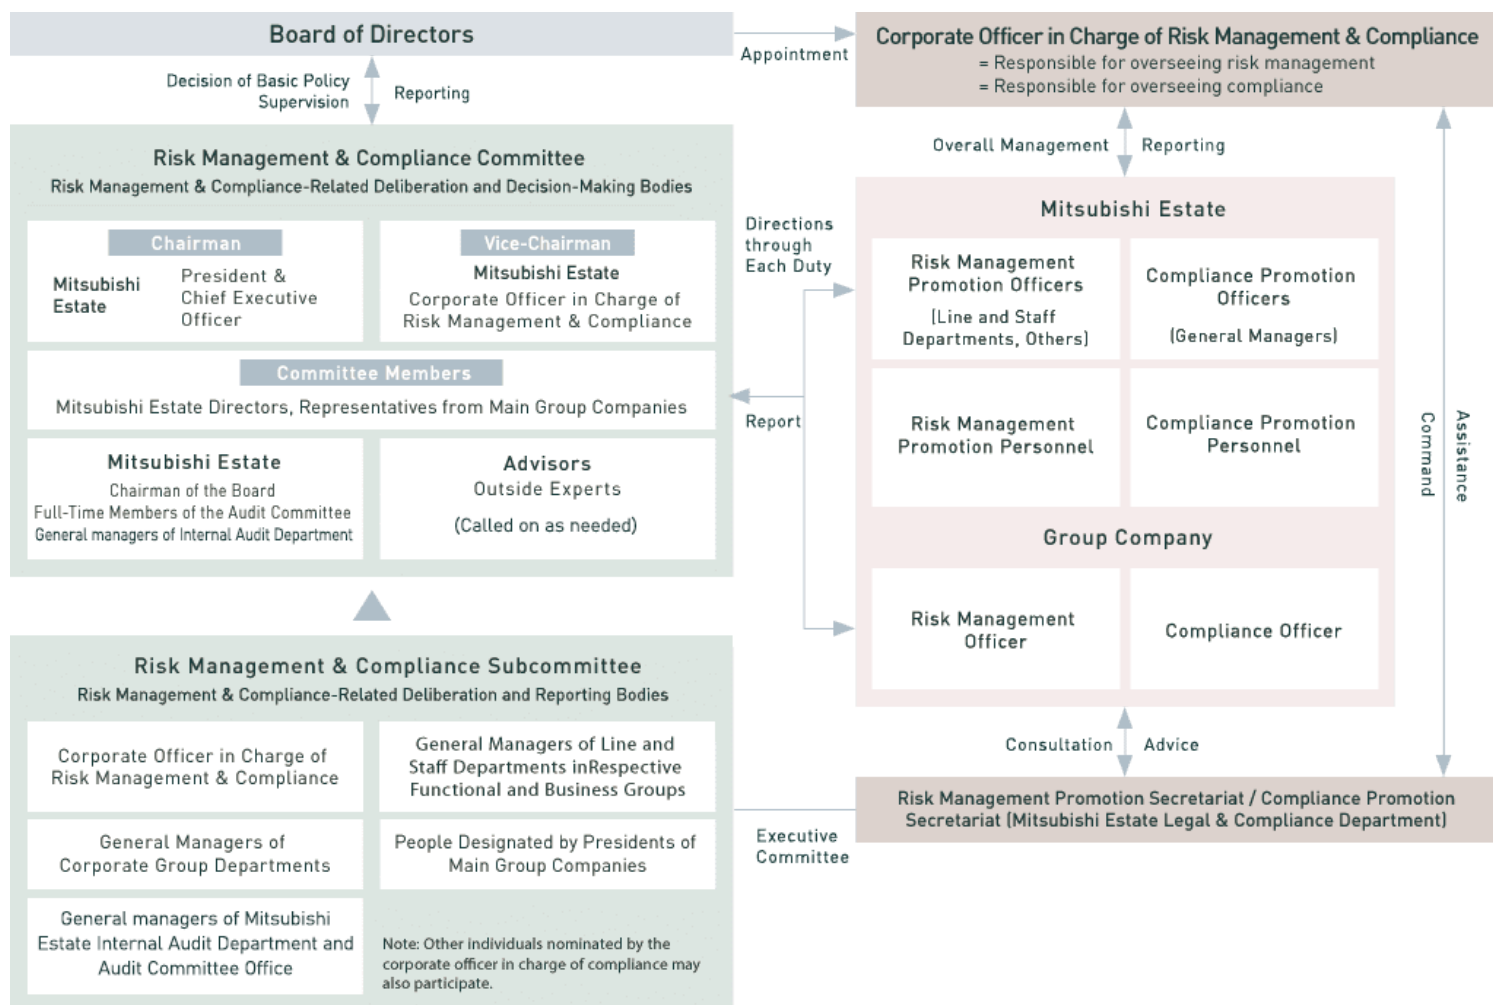 Board of Directors
Appointment
Corporate Officer in Charge of Risk Management & Compliance
= Responsible for overseeing risk management
= Responsible for overseeing compliance
Decision of Basic Policy
Supervision
Reporting
Overall Management
Reporting
Risk Management & Compliance Committee
Risk Management & Compliance-Related Deliberation and Decision-Making Bodies
Chairman
Mitsubishi
Estate
President &
Chief Executive
Officer
Vice-Chairman
Mitsubishi Estate
Corporate Officer in Charge of
Risk Management & Compliance
Committee Members
Mitsubishi Estate Directors, Representatives from Main Group Companies
Mitsubishi Estate
Chairman of the Board
Full-Time Members of the Audit Committee
General managers of Internal Audit Department
Advisors
Outside Experts
(Called on as needed)
Directions
through
Each Duty
Report
Mitsubishi Estate
Risk Management
Promotion Officers
(Line and Staff
Departments, Others)
Compliance Promotion
Officers
(General Managers)
Risk Management
Promotion Personnel
Compliance Promotion
Personnel
Group Company
Risk Management
Officer
Compliance Officer
Command
Assistance
Consultation
Advice
Risk Management & Compliance Subcommittee
Risk Management & Compliance-Related Deliberation and Reporting Bodies
Corporate Officer in Charge of
Risk Management & Compliance
General Managers of Line and
Staff Departments inRespective
Functional and Business Groups
General Managers of
Corporate Group Departments
People Designated by Presidents of
Main Group Companies
General managers of Mitsubishi
Estate Internal Audit Department and
Audit Committee Office
Note: Other individuals nominated by the
corporate officer in charge of compliance may
also participate.
Executive
Committee
Risk Management Promotion Secretariat / Compliance Promotion
Secretariat (Mitsubishi Estate Legal & Compliance Department)